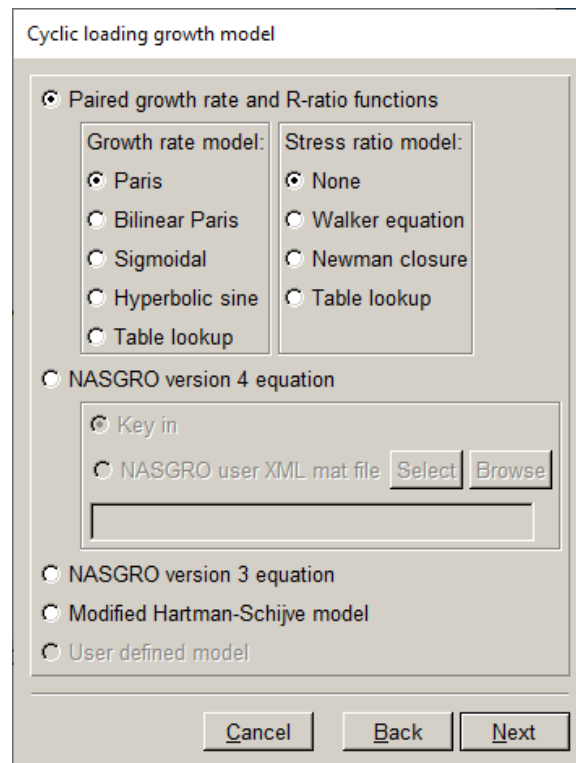 Cyclic loading growth model
Paired growth rate and R-ratio functions
Growth rate model:
Paris
Bilinear Paris
Sigmoidal
Hyperbolic sine
Table lookup
Stress ratio model:
None
Walker equation
Newman closure
Table lookup
NASGRO version 4 equation
Key in
NASGRO user XML mat file Select Browse
NASGRO version 3 equation
Modified Hartman-Schijve model
User defined model
Cancel Back Next